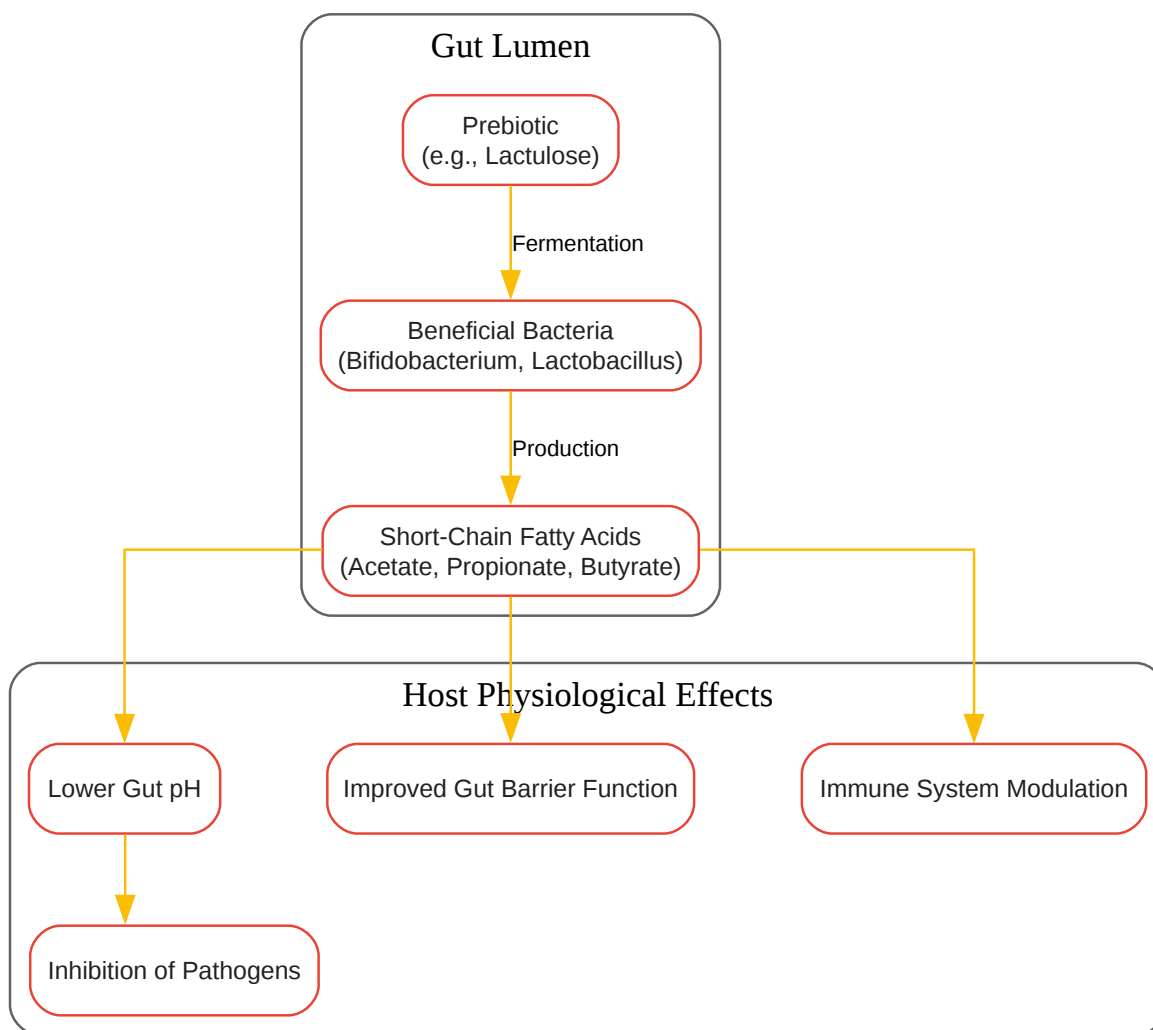 Gut Lumen
Prebiotic
(e.g., Lactulose)
Fermentation
Beneficial Bacteria
(Bifidobacterium, Lactobacillus)
Production
Short-Chain Fatty Acids
(Acetate, Propionate, Butyrate)
Host Physiological Effects
Lower Gut pH
Improved Gut Barrier Function
Immune System Modulation
Inhibition of Pathogens